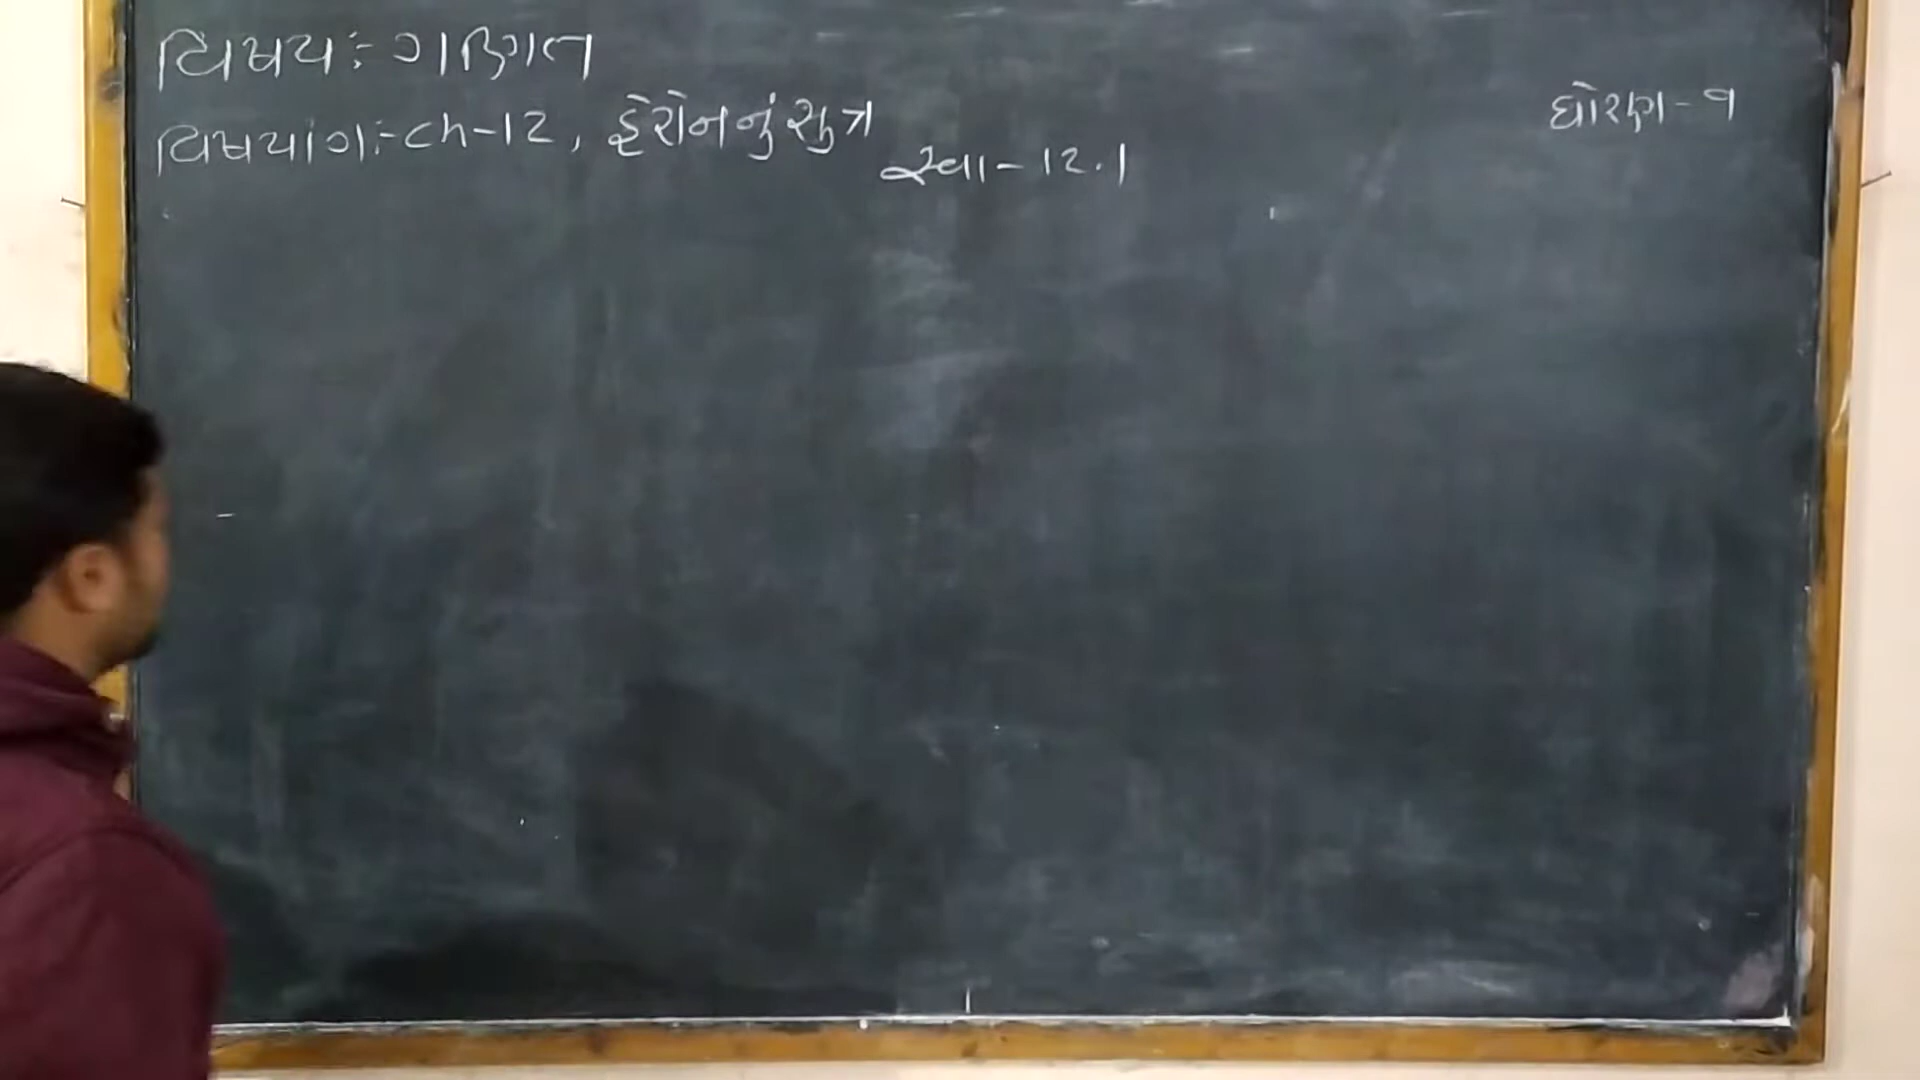 વિષય:- ગણિત
ધોરણ - 9
વિષયાંગ:- Ch-12, હેરોનનું સુત્ર
સ્વા - 12.1